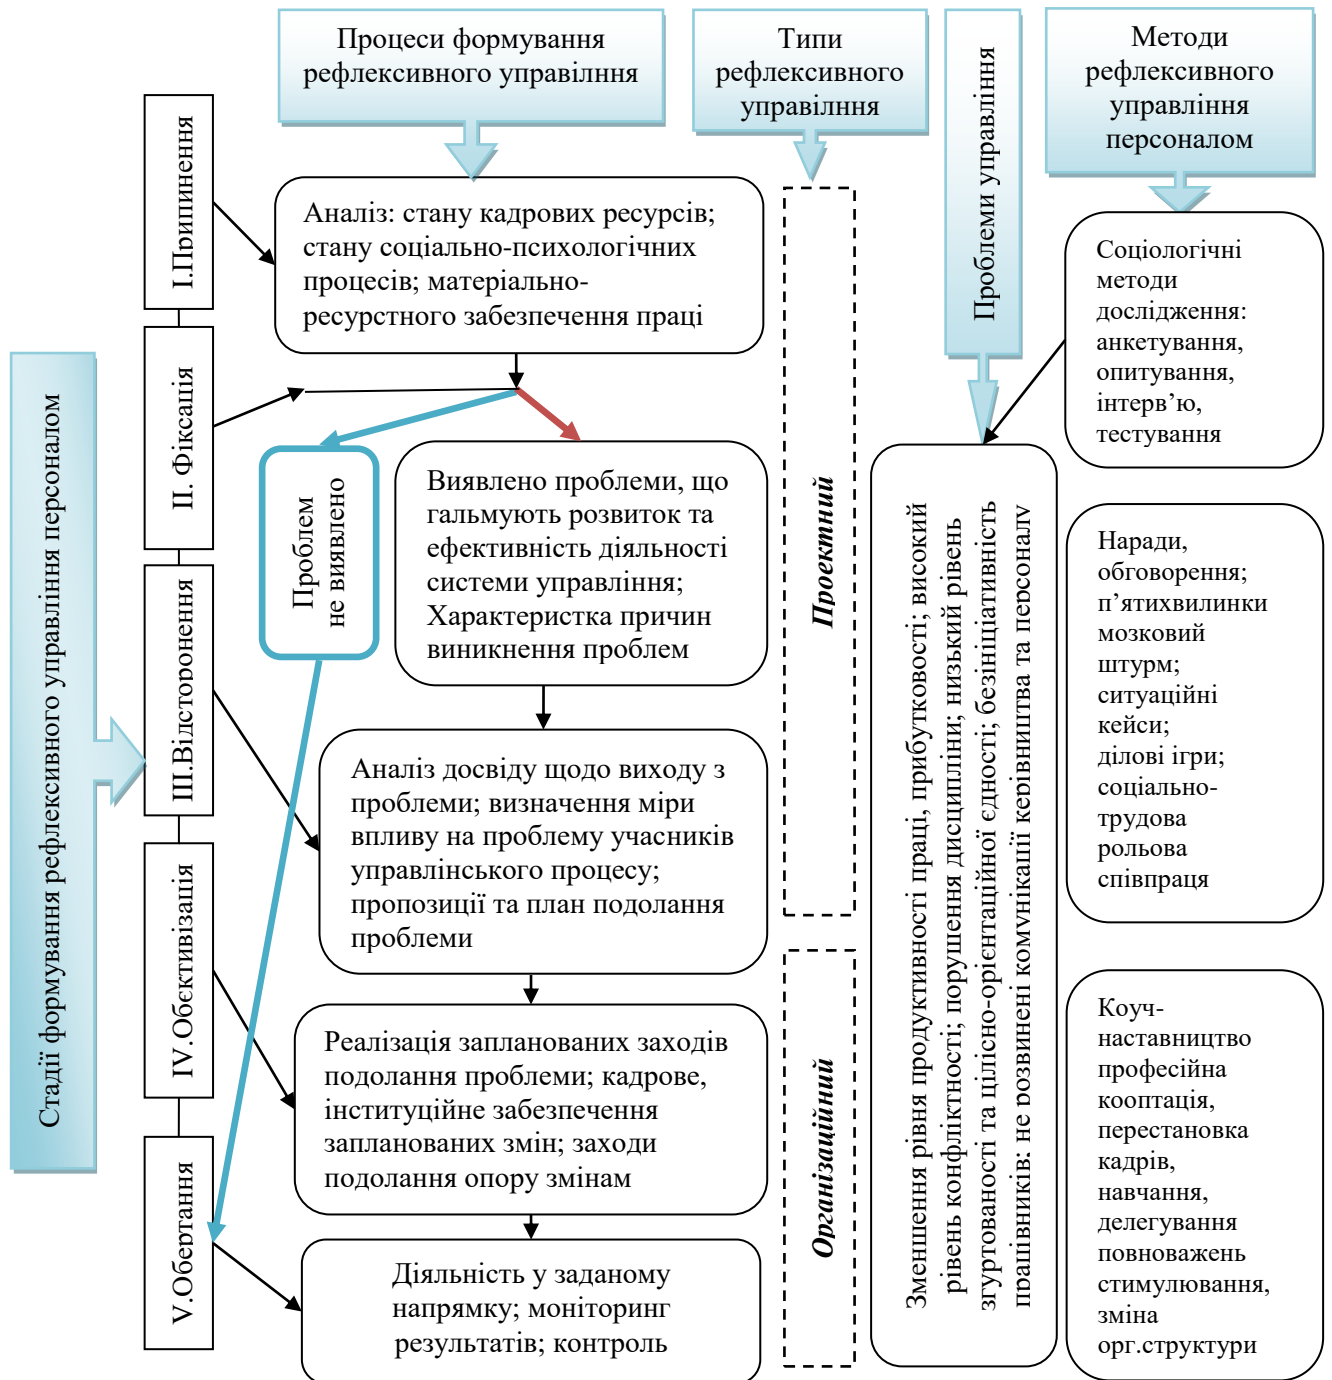 Процеси формування
рефлексивного управілння
Типи
рефлексивного
управілння
Проблеми управління
Методи
рефлексивного
управління
персоналом
Стадії формування рефлексивного управління персоналом
I.Припинення
II. Фіксація
III.Відсторонення
IV.Обєктивізація
V.Обертання
Аналіз: стану кадрових ресурсів;
стану соціально-психологічних
процесів; матеріально-
ресурстного забезпечення праці
Проблем
не виявлено
Виявлено проблеми, що
гальмують розвиток та
ефективність діяльності
системи управління;
Характеристка причин
виникнення проблем
Аналіз досвіду щодо виходу з
проблеми; визначення міри
впливу на проблему учасників
управлінського процесу;
пропозиції та план подолання
проблеми
Реалізація запланованих заходів
подолання проблеми; кадрове,
інституційне забезпечення
запланованих змін; заходи
подолання опору змінам
Діяльність у заданому
напрямку; моніторинг
результатів; контроль
Проектний
Організаційний
Зменшення рівня продуктивності праці, прибутковості; високий
рівень конфліктності; порушення дисципліни; низький рівень
згуртованості та цілісно-орієнтаційної єдності; безініціативність
працівників; не розвинені комунікації керівництва та персоналу
Соціологічні
методи
дослідження:
анкетування,
опитування,
інтерв’ю,
тестування
Наради,
обговорення;
п’ятихвилинки
мозковий
штурм;
ситуаційні
кейси;
ділові ігри;
соціально-
трудова
рольова
співпраця
Коуч-
наставництво
професійна
кооптація,
перестановка
кадрів,
навчання,
делегування
повноважень
стимулювання,
зміна
орг.структури